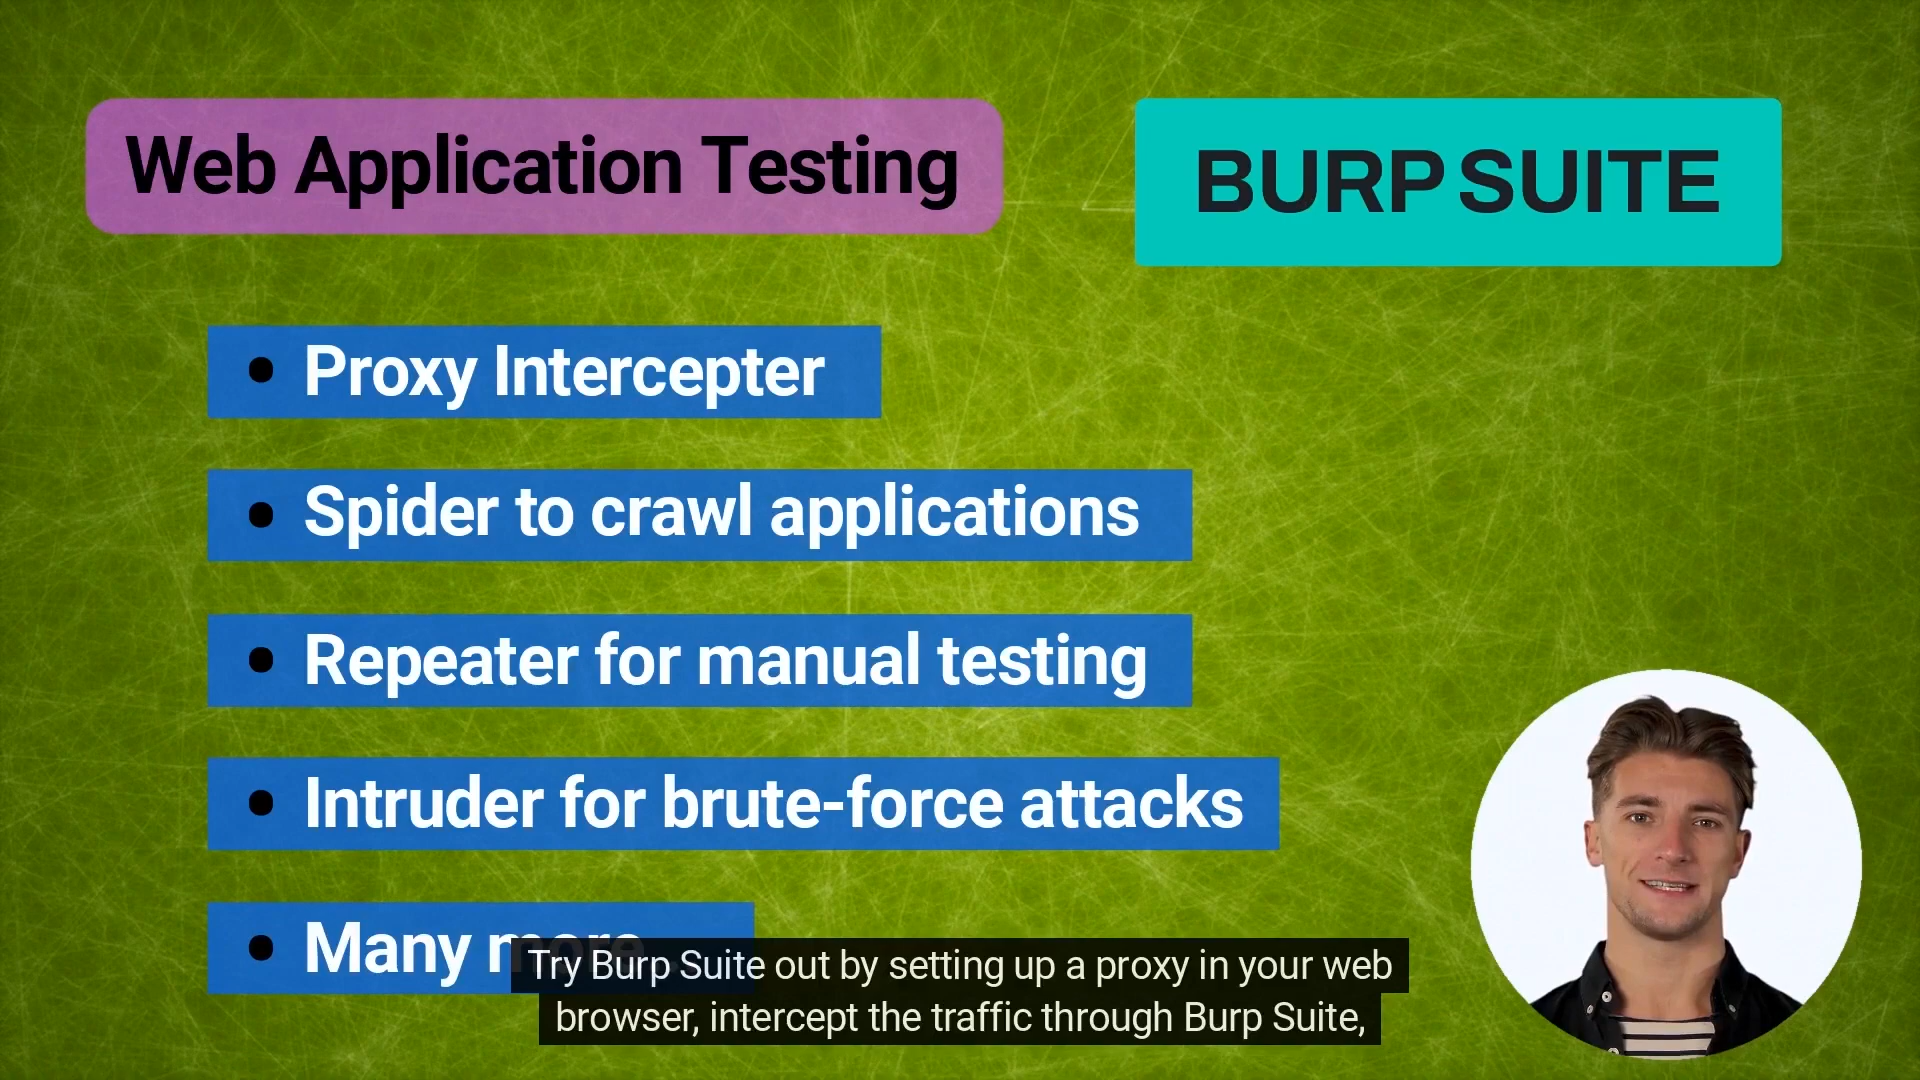 Web Application Testing
BURP SUITE
• Proxy Intercepter
• Spider to crawl applications
• Repeater for manual testing
• Intruder for brute-force attacks
• Many more
Try Burp Suite out by setting up a proxy in your web
browser, intercept the traffic through Burp Suite,